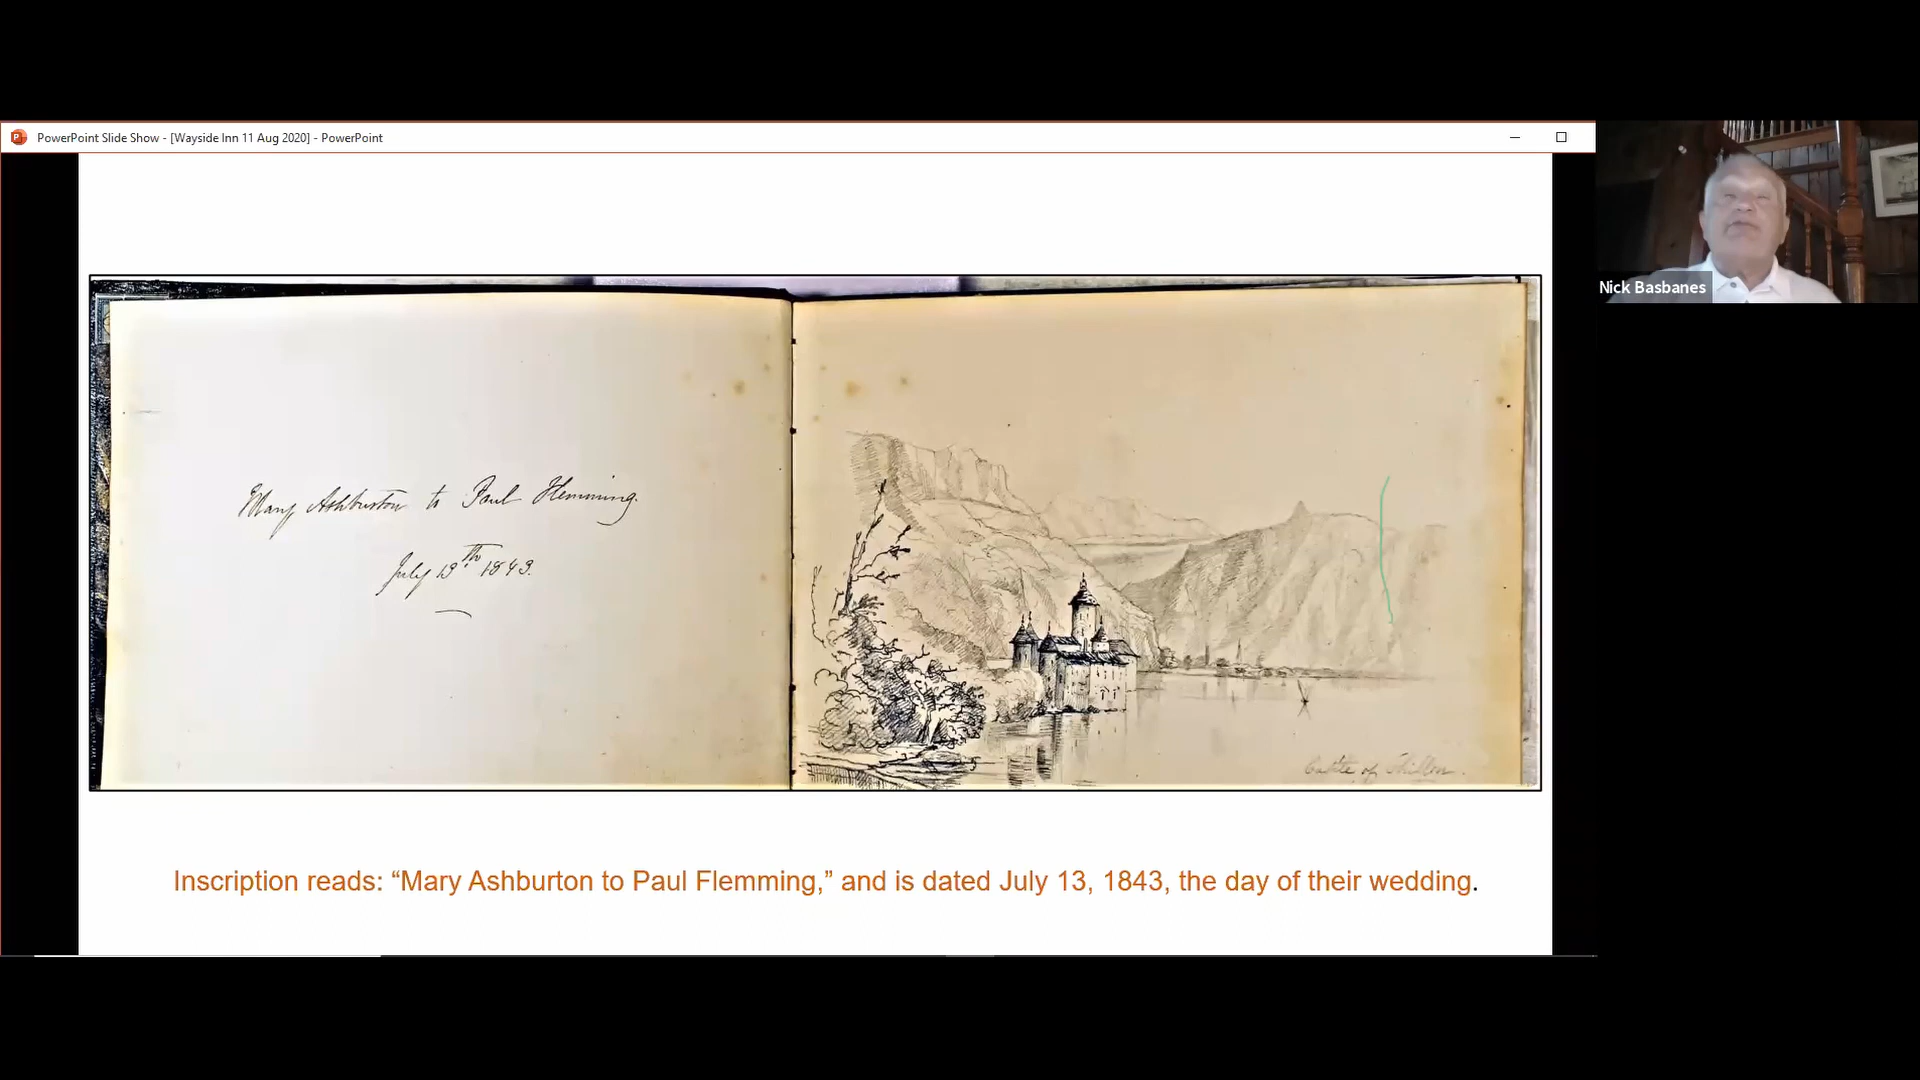 PowerPoint Slide Show - [Wayside Inn 11 Aug 2020] - PowerPoint
Nick Basbanes
Mary Ashburton to Paul Flemming.
July 13th 1843.
Castle of Chillon.
Inscription reads: “Mary Ashburton to Paul Flemming,” and is dated July 13, 1843, the day of their wedding.